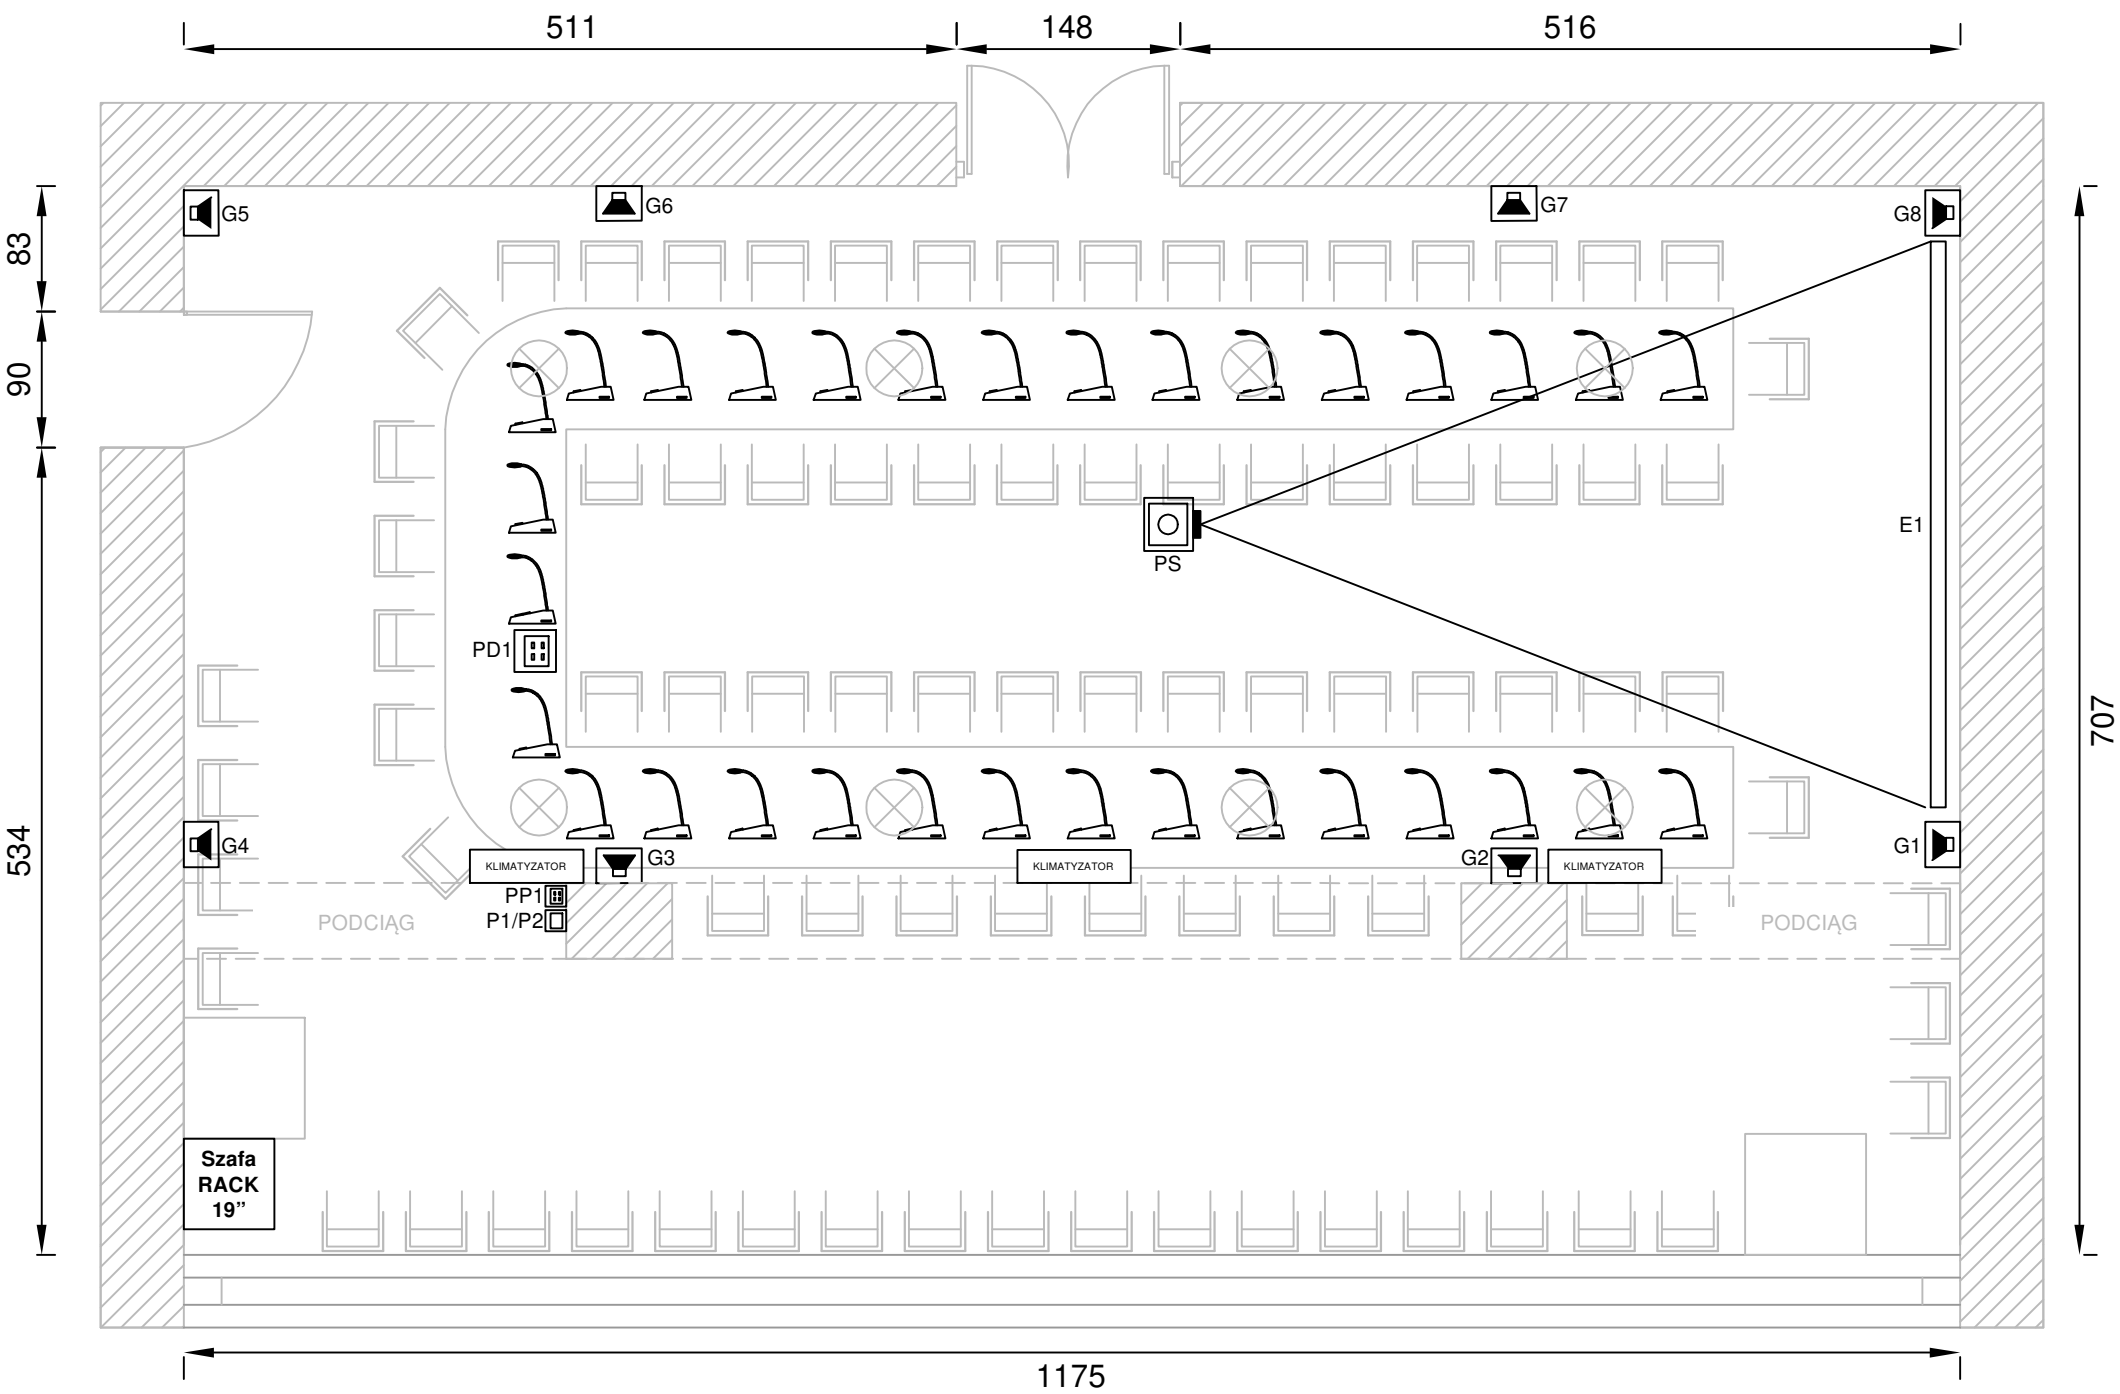 511
148
516
G5
G6
G7
G8
83
90
E1
PS
PD1
707
534
G4
G3
G2
G1
KLIMATYZATOR
KLIMATYZATOR
KLIMATYZATOR
PP1
P1/P2
PODCIĄG
PODCIĄG
Szafa
RACK
19”
1175